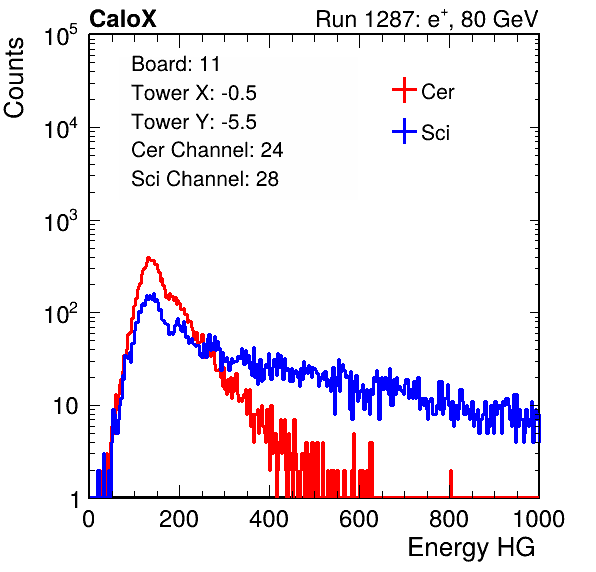 CaloX Run 1287: e⁺, 80 GeV
Counts
Board: 11
Tower X: -0.5
Tower Y: -5.5
Cer Channel: 24
Sci Channel: 28
Cer
Sci
10⁵
10⁴
10³
10²
10
1
0 200 400 600 800 1000
Energy HG